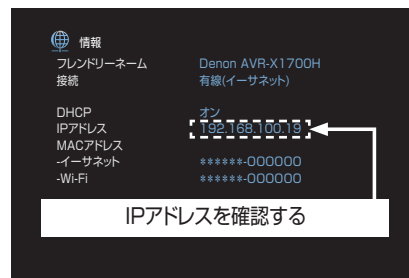 情報
フレンドリーネーム Denon AVR-X1700H
接続 有線(イーサネット)
DHCP オン
IPアドレス 192.168.100.19
MACアドレス
-イーサネット ******-000000
-Wi-Fi ******-000000
IPアドレスを確認する